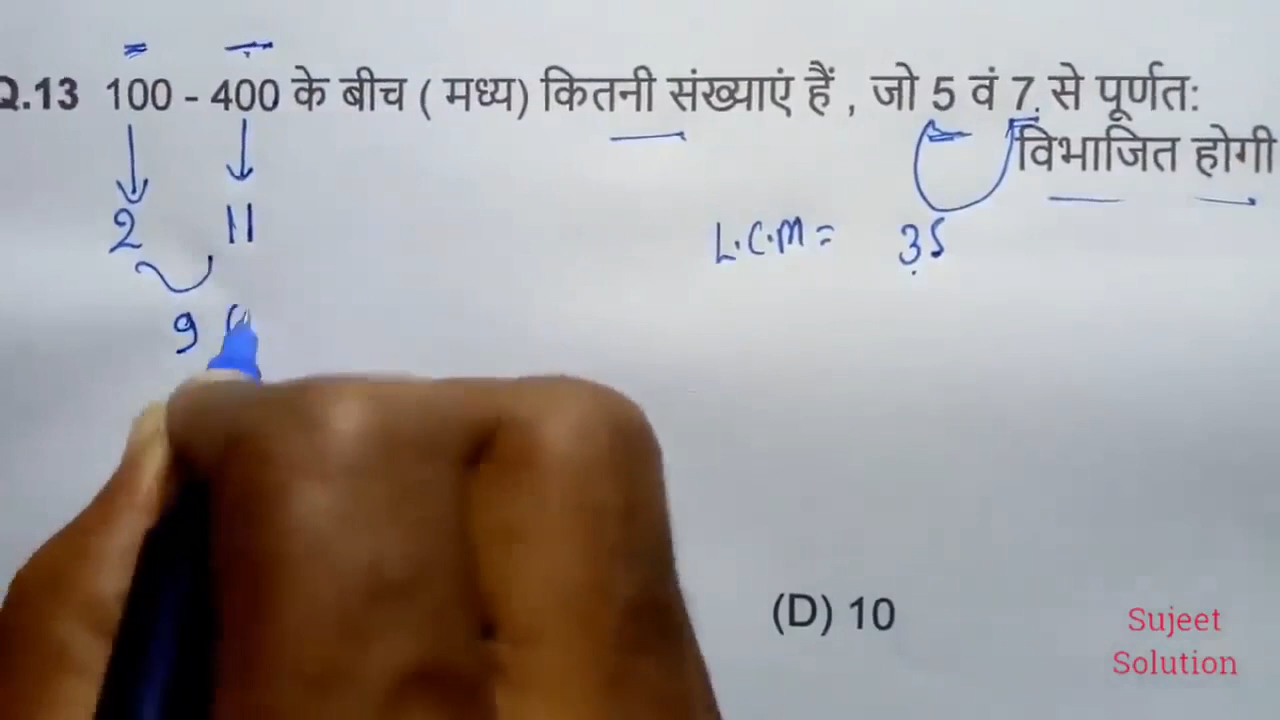 Q.13 100 - 400 के बीच ( मध्य) कितनी संख्याएं हैं , जो 5 वं 7 से पूर्णत:
विभाजित होगी
2 11
L.C.M = 35
9
(D) 10
Sujeet
Solution